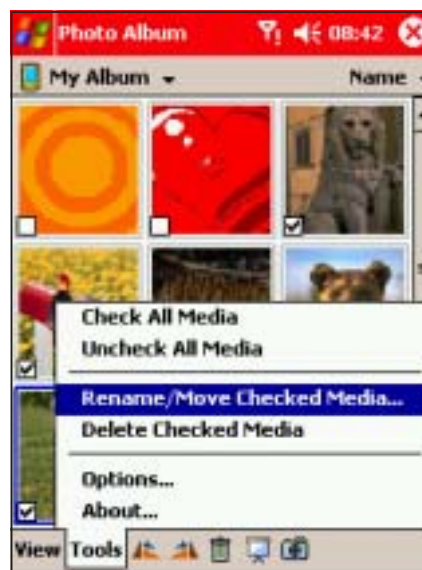 Photo Album 08:42
My Album Name
Check All Media
Uncheck All Media
Rename/Move Checked Media...
Delete Checked Media
Options...
About...
View Tools